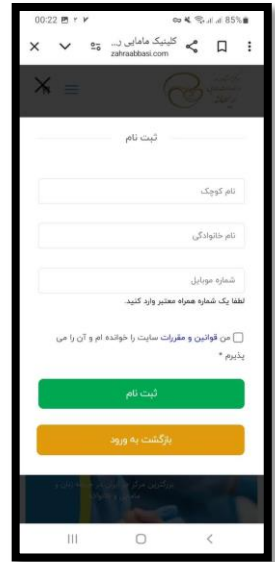 00:22
85%
کلینیک مامایی ز...
zahraabbasi.com
ثبت نام
نام کوچک
نام خانوادگی
شماره موبایل
لطفا یک شماره همراه معتبر وارد کنید.
من قوانین و مقررات سایت را خوانده ام و آن را می
پذیرم *
ثبت نام
بازگشت به ورود